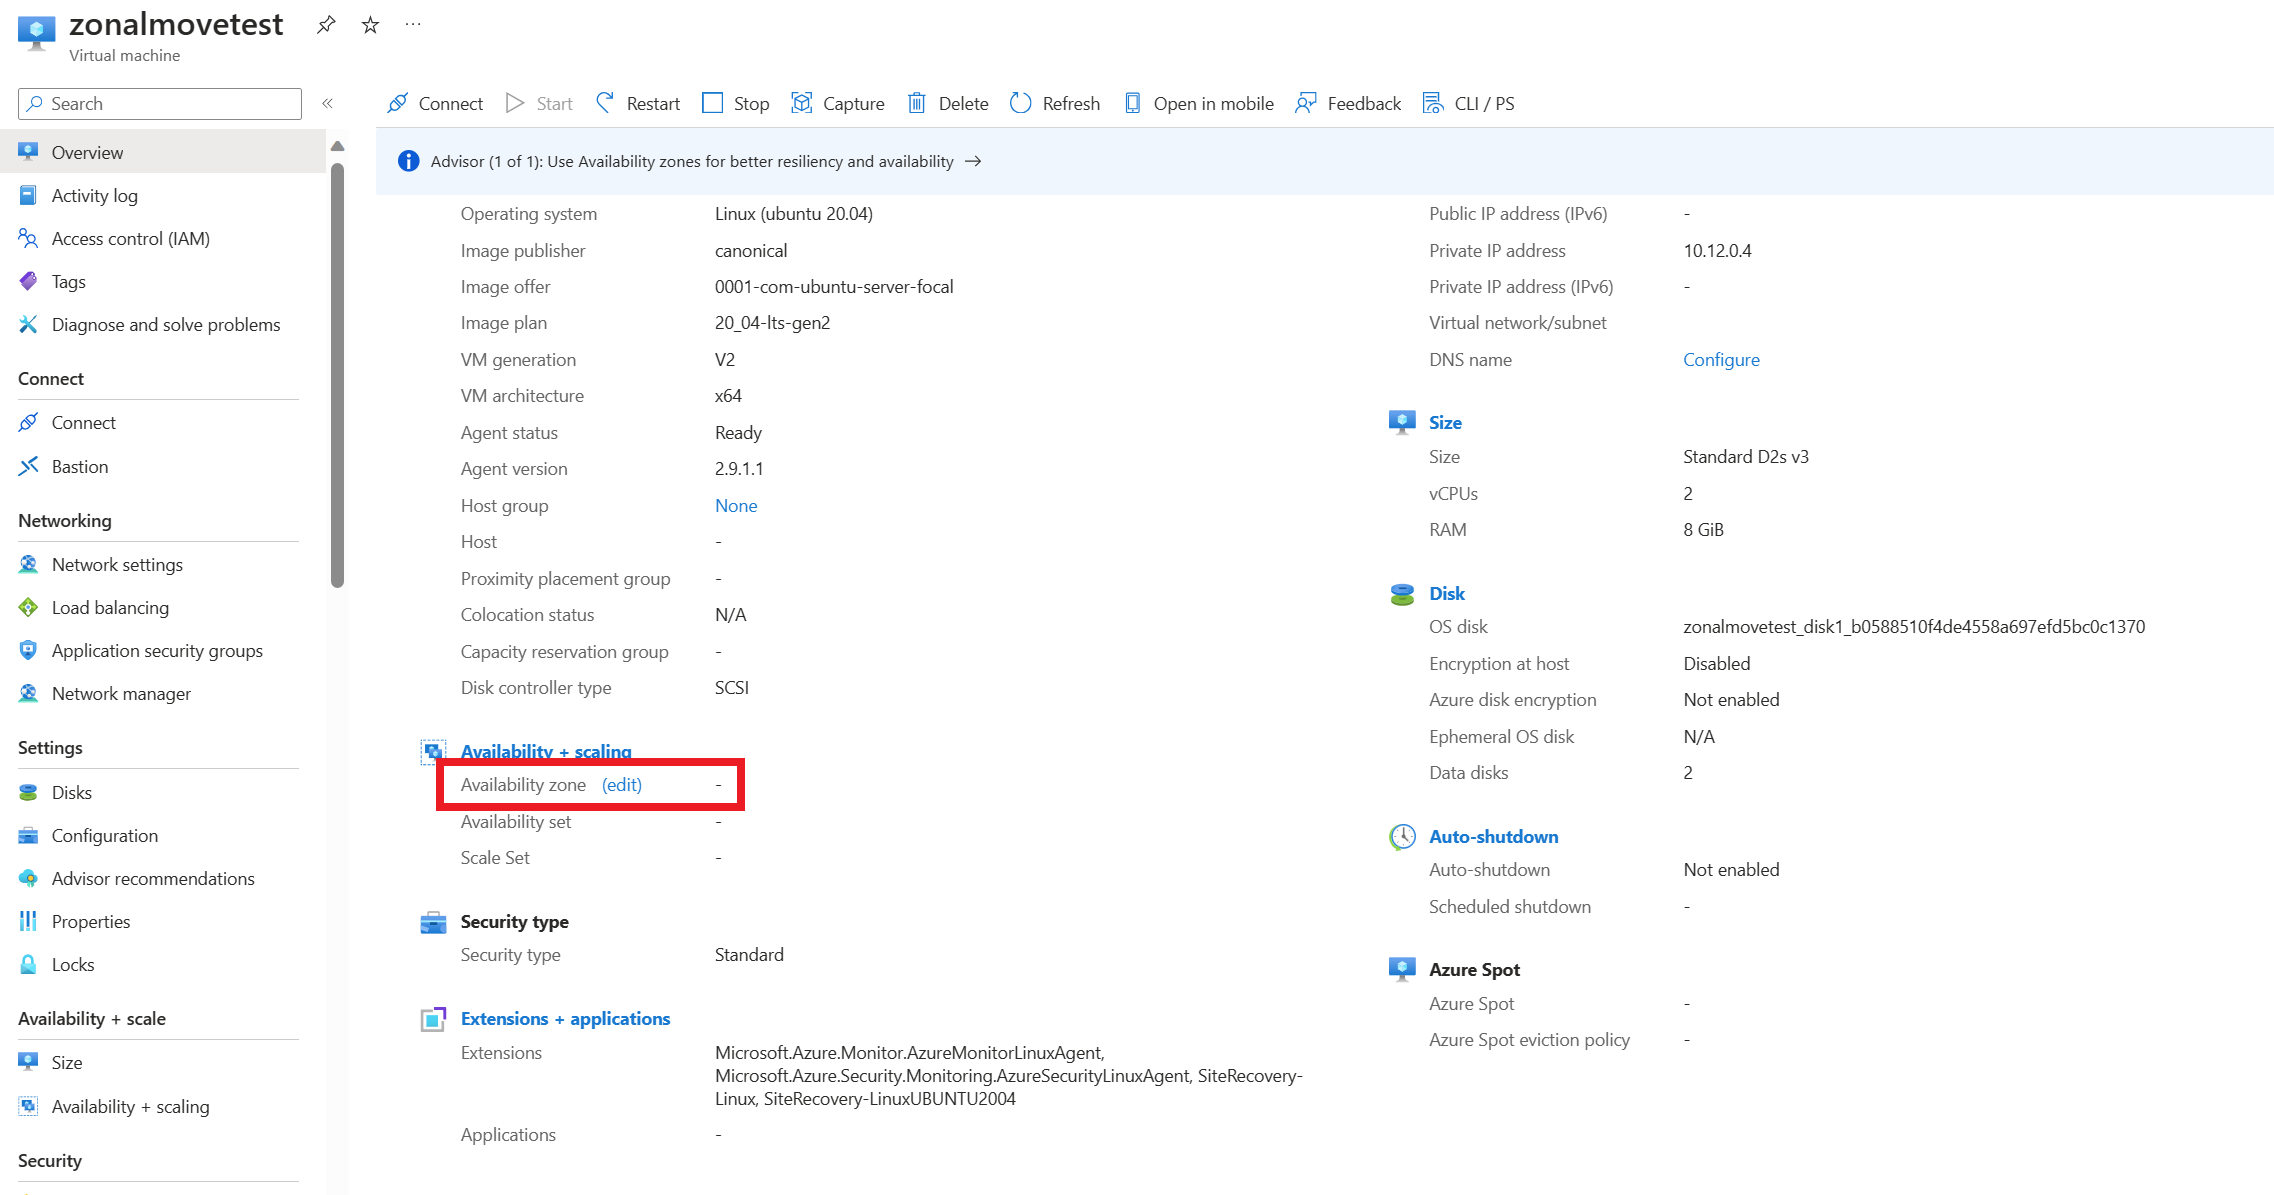 zonalmovetest
Virtual machine
Search
Overview
Activity log
Access control (IAM)
Tags
Diagnose and solve problems
Connect
Connect
Bastion
Networking
Network settings
Load balancing
Application security groups
Network manager
Settings
Disks
Configuration
Advisor recommendations
Properties
Locks
Availability + scale
Size
Availability + scaling
Security
Connect Start Restart Stop Capture Delete Refresh Open in mobile Feedback CLI / PS
Advisor (1 of 1): Use Availability zones for better resiliency and availability →
Operating system Linux (ubuntu 20.04)
Image publisher canonical
Image offer 0001-com-ubuntu-server-focal
Image plan 20_04-lts-gen2
VM generation V2
VM architecture x64
Agent status Ready
Agent version 2.9.1.1
Host group None
Host -
Proximity placement group -
Colocation status N/A
Capacity reservation group -
Disk controller type SCSI
Availability + scaling
Availability zone (edit) -
Availability set -
Scale Set -
Security type
Security type Standard
Extensions + applications
Extensions Microsoft.Azure.Monitor.AzureMonitorLinuxAgent,
Microsoft.Azure.Security.Monitoring.AzureSecurityLinuxAgent, SiteRecovery-
Linux, SiteRecovery-LinuxUBUNTU2004
Applications -
Public IP address (IPv6) -
Private IP address 10.12.0.4
Private IP address (IPv6) -
Virtual network/subnet
DNS name Configure
Size
Size Standard D2s v3
vCPUs 2
RAM 8 GiB
Disk
OS disk zonalmovetest_disk1_b0588510f4de4558a697efd5bc0c1370
Encryption at host Disabled
Azure disk encryption Not enabled
Ephemeral OS disk N/A
Data disks 2
Auto-shutdown
Auto-shutdown Not enabled
Scheduled shutdown -
Azure Spot
Azure Spot -
Azure Spot eviction policy -